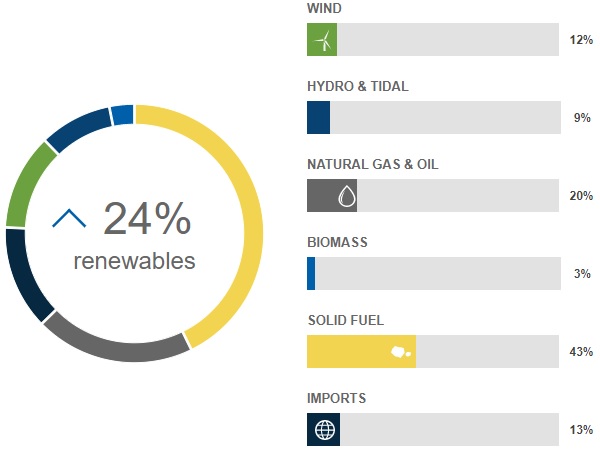 24%
renewables
WIND
12%
HYDRO & TIDAL
9%
NATURAL GAS & OIL
20%
BIOMASS
3%
SOLID FUEL
43%
IMPORTS
13%